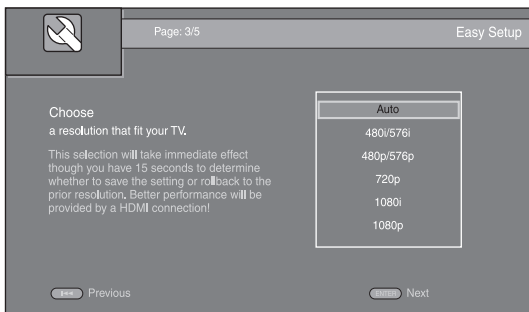 Page: 3/5
Easy Setup
Choose
a resolution that fit your TV.
This selection will take immediate effect
though you have 15 seconds to determine
whether to save the setting or rollback to the
prior resolution. Better performance will be
provided by a HDMI connection!
Auto
480i/576i
480p/576p
720p
1080i
1080p
Previous
ENTER Next